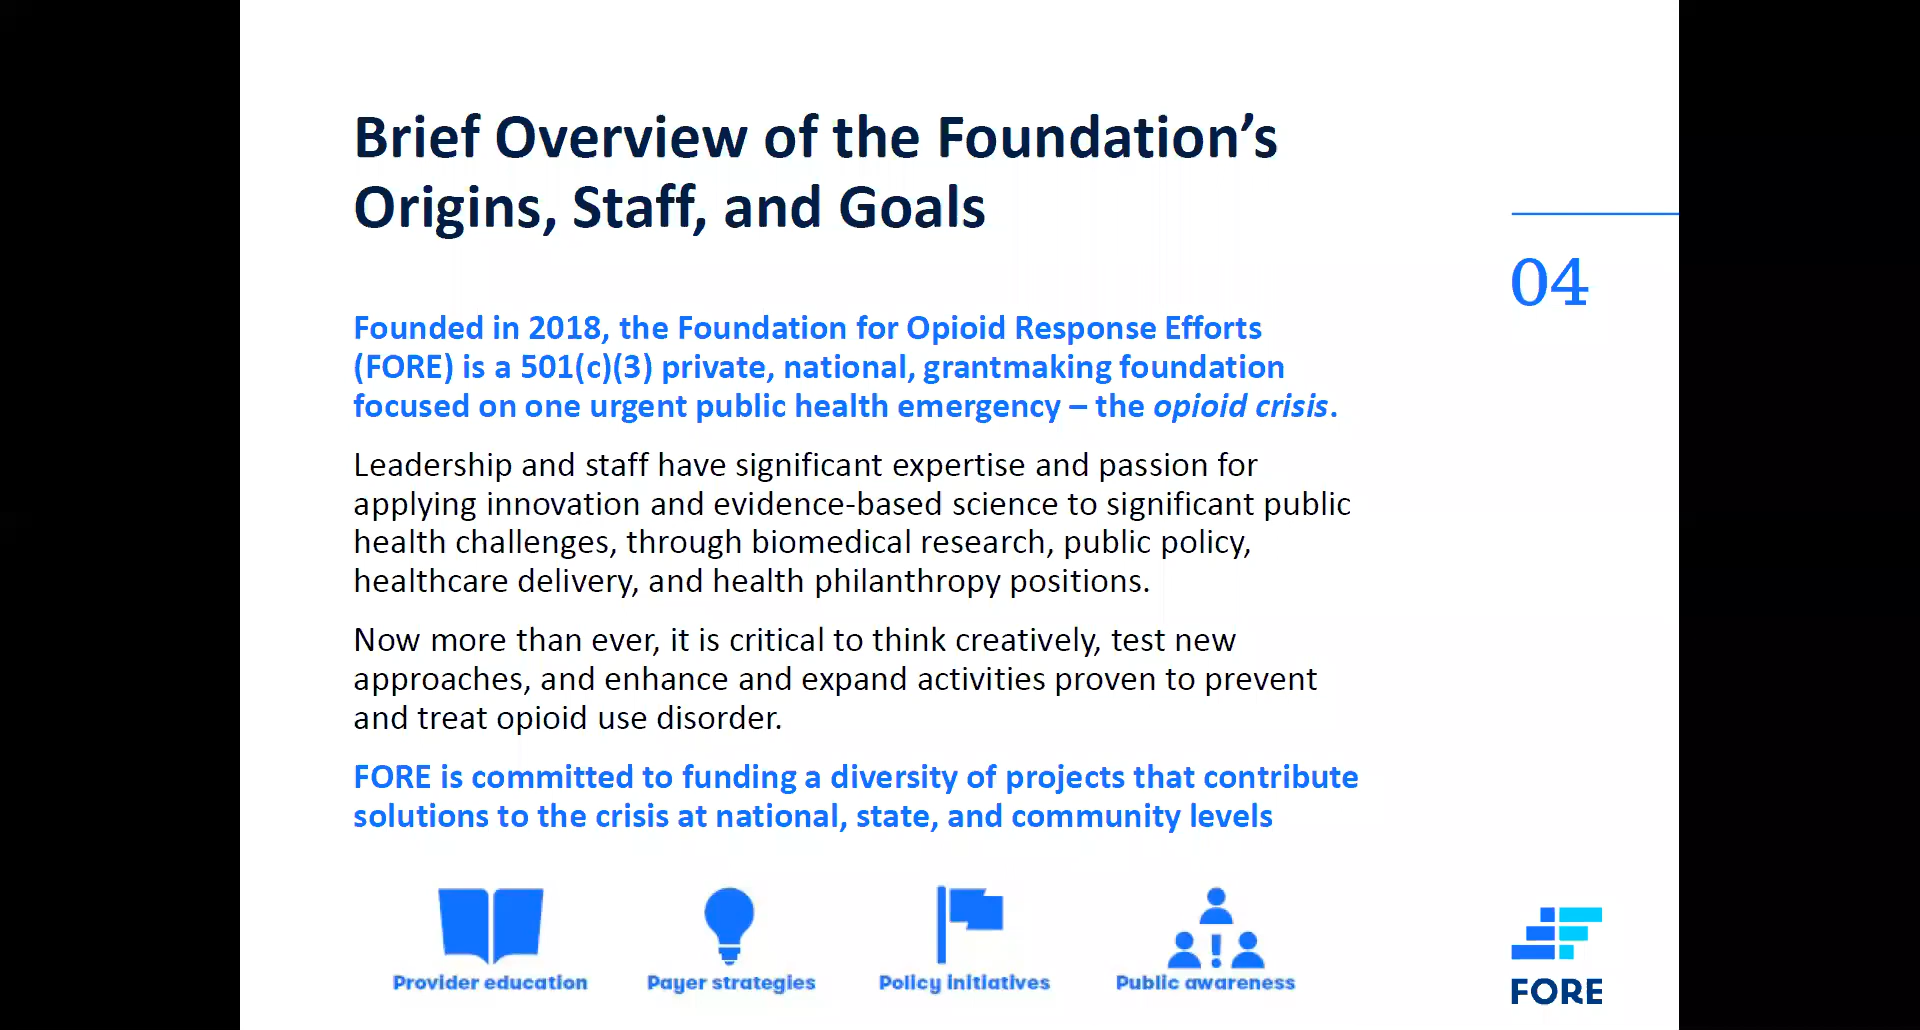 Brief Overview of the Foundation’s
Origins, Staff, and Goals
04
Founded in 2018, the Foundation for Opioid Response Efforts
(FORE) is a 501(c)(3) private, national, grantmaking foundation
focused on one urgent public health emergency – the opioid crisis.
Leadership and staff have significant expertise and passion for
applying innovation and evidence-based science to significant public
health challenges, through biomedical research, public policy,
healthcare delivery, and health philanthropy positions.
Now more than ever, it is critical to think creatively, test new
approaches, and enhance and expand activities proven to prevent
and treat opioid use disorder.
FORE is committed to funding a diversity of projects that contribute
solutions to the crisis at national, state, and community levels
Provider education
Payer strategies
Policy initiatives
Public awareness
FORE